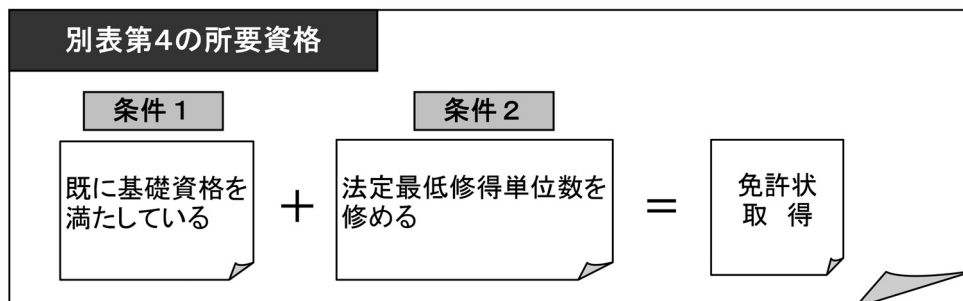 別表第4の所要資格
条件1
条件2
既に基礎資格を
満たしている
＋
法定最低修得単位数を
修める
＝
免許状
取 得